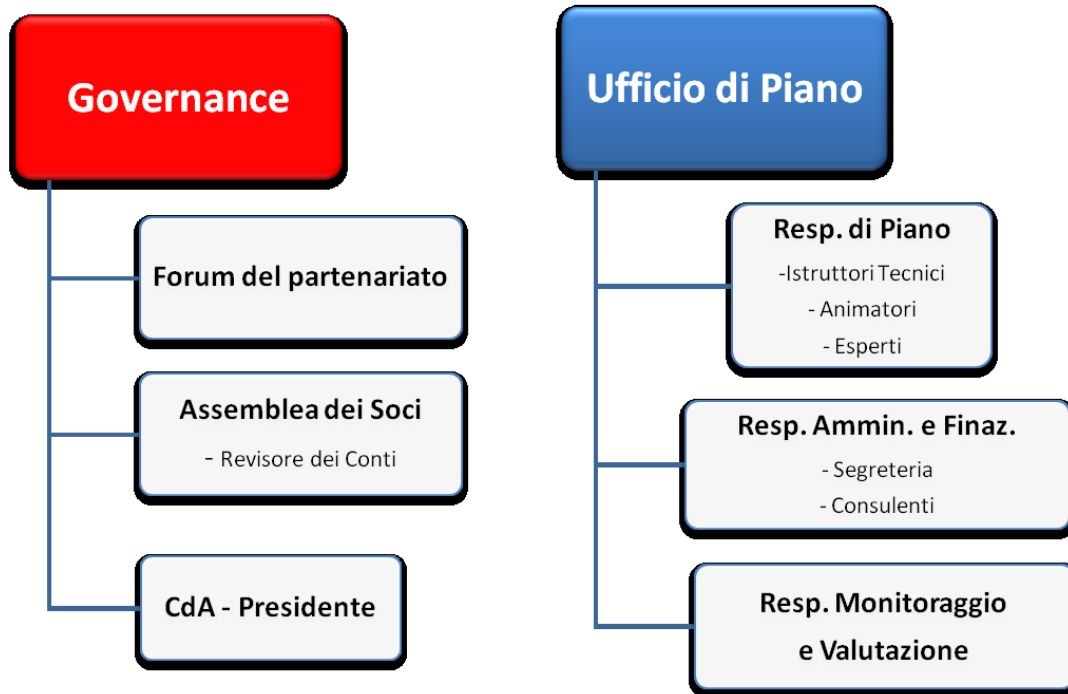 Governance
Forum del partenariato
Assemblea dei Soci
- Revisore dei Conti
CdA - Presidente
Ufficio di Piano
Resp. di Piano
-Istruttori Tecnici
- Animatori
- Esperti
Resp. Ammin. e Finaz.
- Segreteria
- Consulenti
Resp. Monitoraggio
e Valutazione